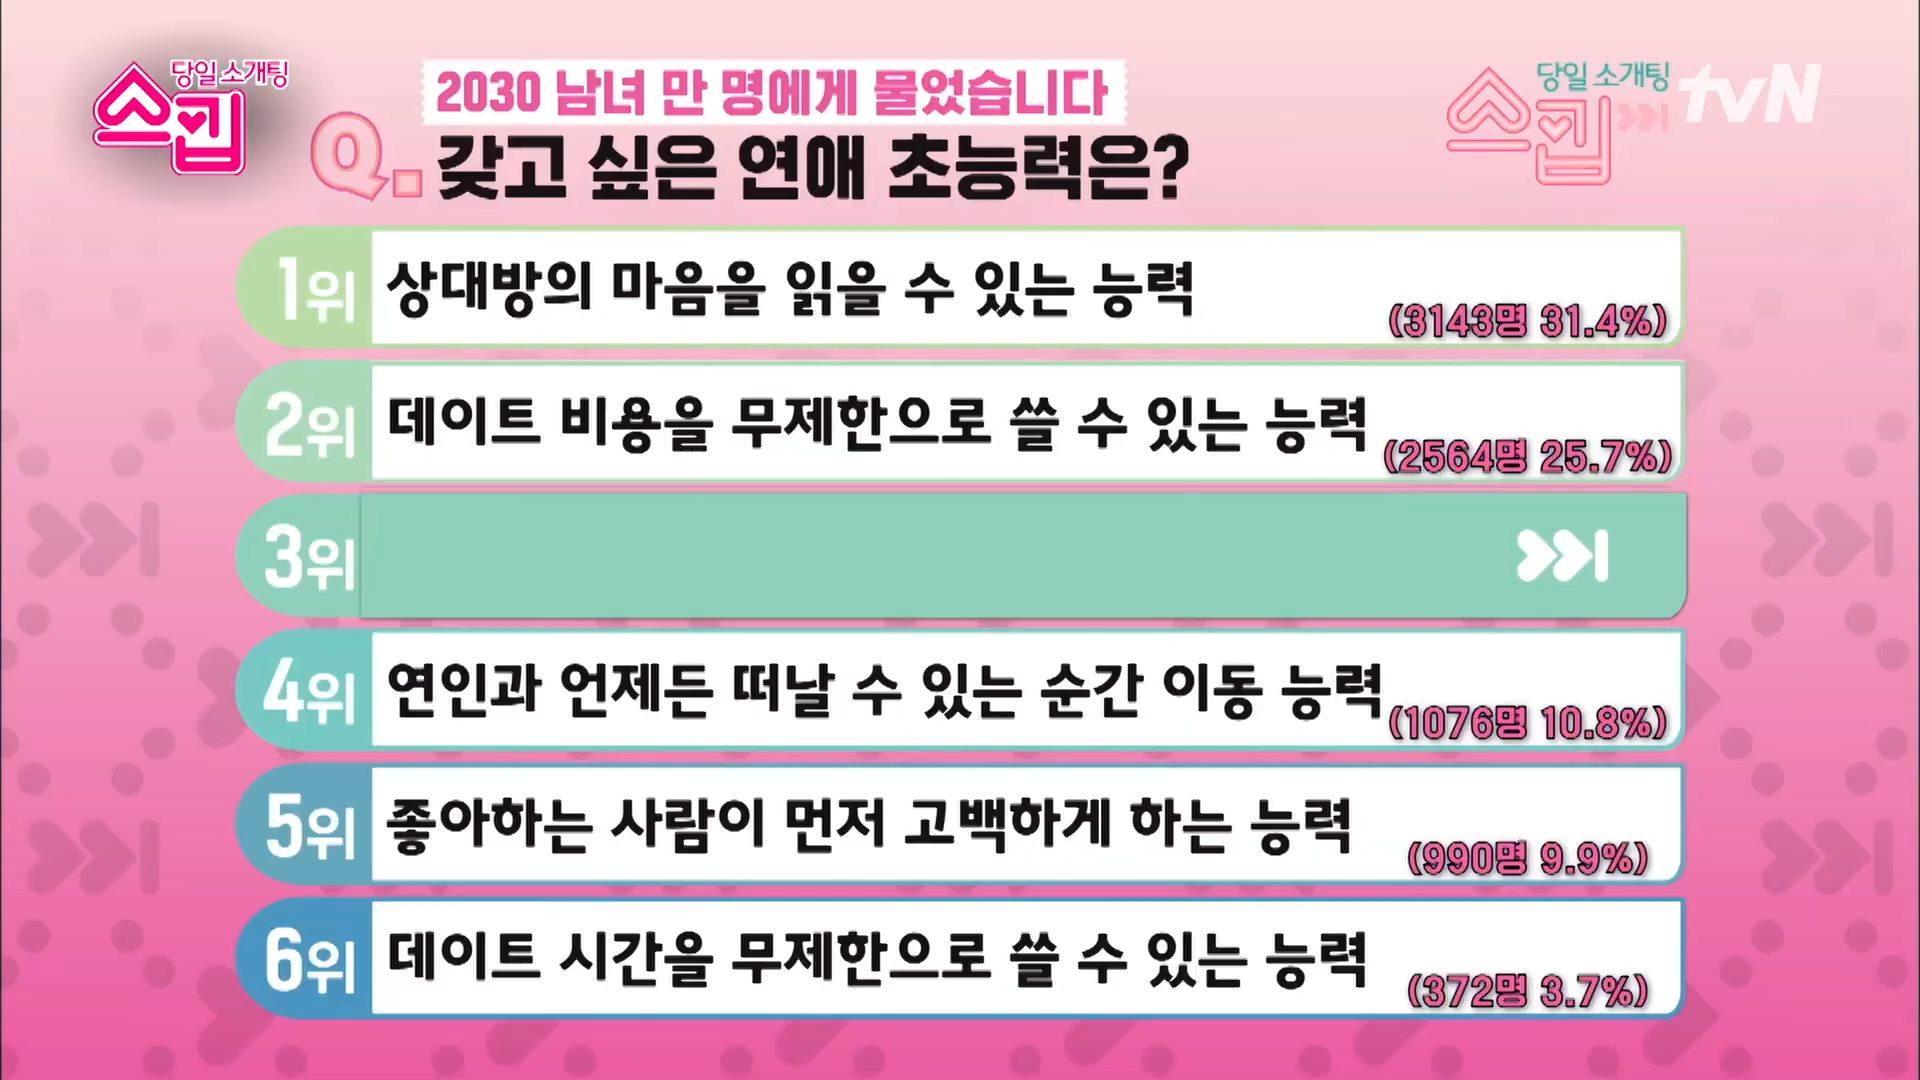 당일 소개팅
스킵
2030 남녀 만 명에게 물었습니다
Q. 갖고 싶은 연애 초능력은?
당일 소개팅
스킵
tvN
1위 상대방의 마음을 읽을 수 있는 능력 (3143명 31.4%)
2위 데이트 비용을 무제한으로 쓸 수 있는 능력 (2564명 25.7%)
3위
4위 연인과 언제든 떠날 수 있는 순간 이동 능력 (1076명 10.8%)
5위 좋아하는 사람이 먼저 고백하게 하는 능력 (990명 9.9%)
6위 데이트 시간을 무제한으로 쓸 수 있는 능력 (372명 3.7%)